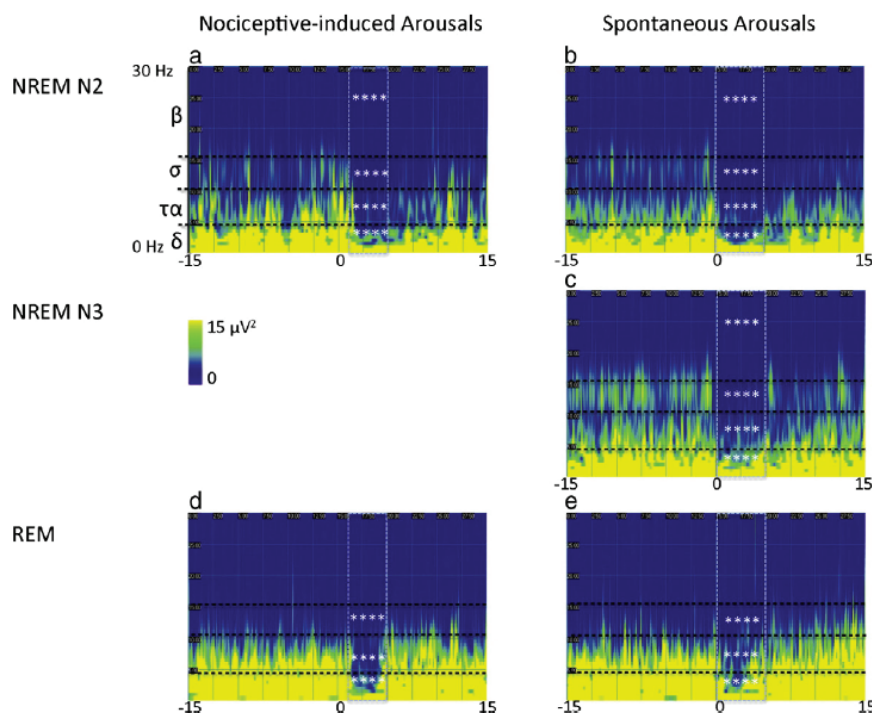 Nociceptive-induced Arousals Spontaneous Arousals
a b
NREM N2 30 Hz
β
σ
τα
δ
0 Hz
**** ****
**** ****
**** ****
**** ****
-15 0 15 -15 0 15
c
NREM N3
15 μV²
0
****
****
****
****
-15 0 15
d e
REM
**** ****
**** ****
**** ****
-15 0 15 -15 0 15